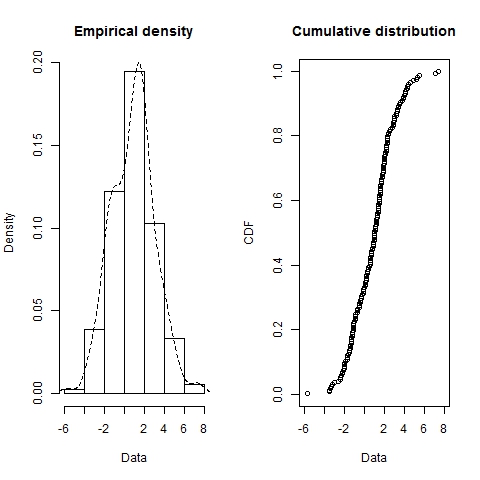 Empirical density
Density
0.00 0.05 0.10 0.15 0.20
-6 -2 0 2 4 6 8
Data
Cumulative distribution
CDF
0.0 0.2 0.4 0.6 0.8 1.0
-6 -2 0 2 4 6 8
Data